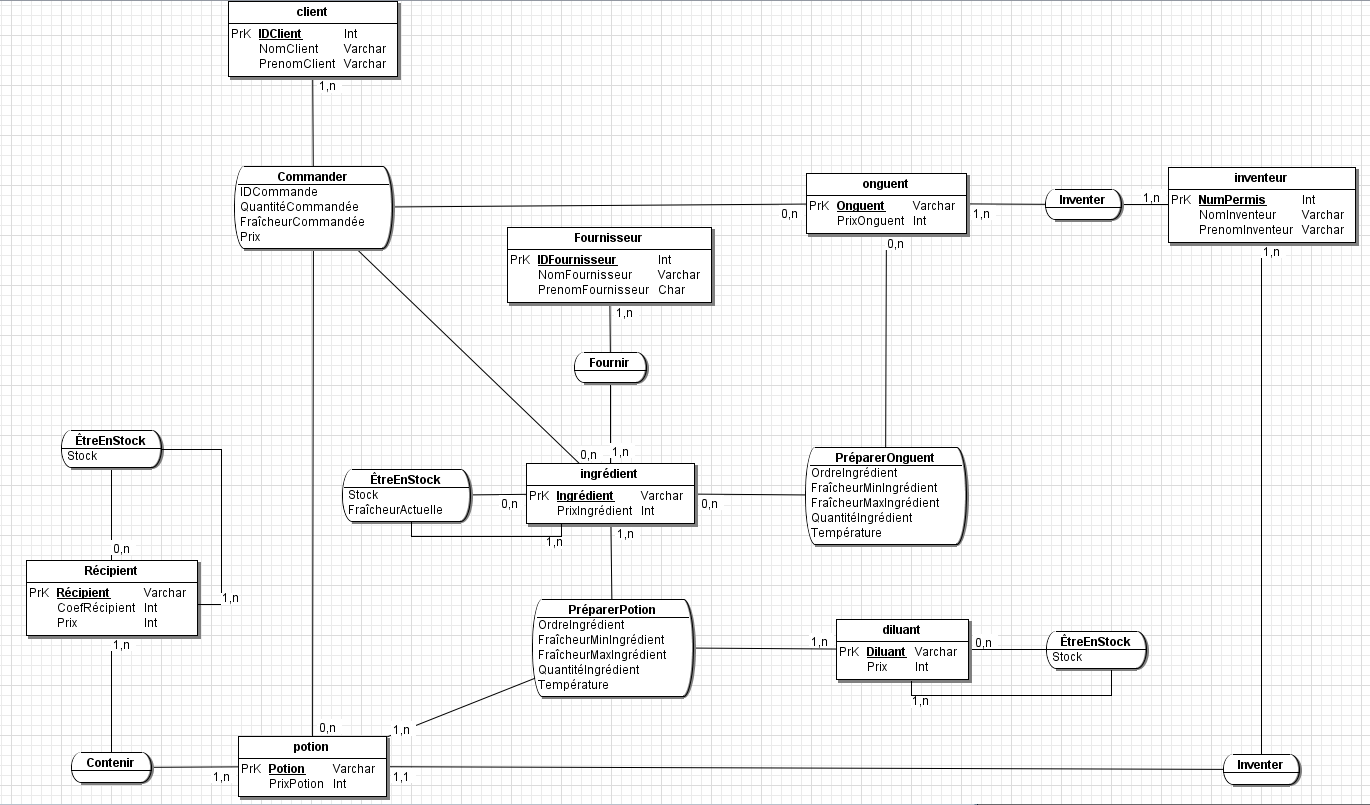 client
PrK IDClient Int
NomClient Varchar
PrenomClient Varchar
1,n
Commander
IDCommande
QuantitéCommandée
FraîcheurCommandée
Prix
onguent
PrK Onguent Varchar
PrixOnguent Int
0,n
1,n
0,n
Inventer
1,n
inventeur
PrK NumPermis Int
NomInventeur Varchar
PrenomInventeur Varchar
1,n
Fournisseur
PrK IDFournisseur Int
NomFournisseur Varchar
PrenomFournisseur Char
1,n
Fournir
1,n
0,n
ÊtreEnStock
Stock
ÊtreEnStock
Stock
FraîcheurActuelle
0,n
1,n
ingrédient
PrK Ingrédient Varchar
PrixIngrédient Int
0,n
1,n
PréparerOnguent
OrdreIngrédient
FraîcheurMinIngrédient
FraîcheurMaxIngrédient
QuantitéIngrédient
Température
0,n
Récipient
PrK Récipient Varchar
CoefRécipient Int
Prix Int
1,n
1,n
PréparerPotion
OrdreIngrédient
FraîcheurMinIngrédient
FraîcheurMaxIngrédient
QuantitéIngrédient
Température
1,n
diluant
PrK Diluant Varchar
Prix Int
0,n
1,n
ÊtreEnStock
Stock
0,n
1,n
Contenir
1,n
potion
PrK Potion Varchar
PrixPotion Int
1,1
Inventer